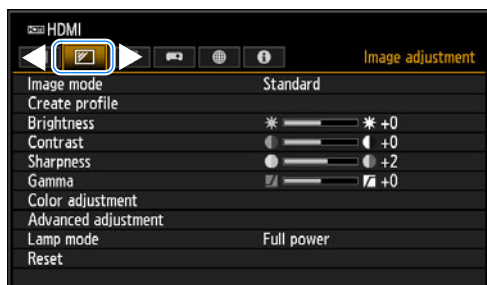 HDMI
Image adjustment
Image mode Standard
Create profile
Brightness +0
Contrast +0
Sharpness +2
Gamma +0
Color adjustment
Advanced adjustment
Lamp mode Full power
Reset